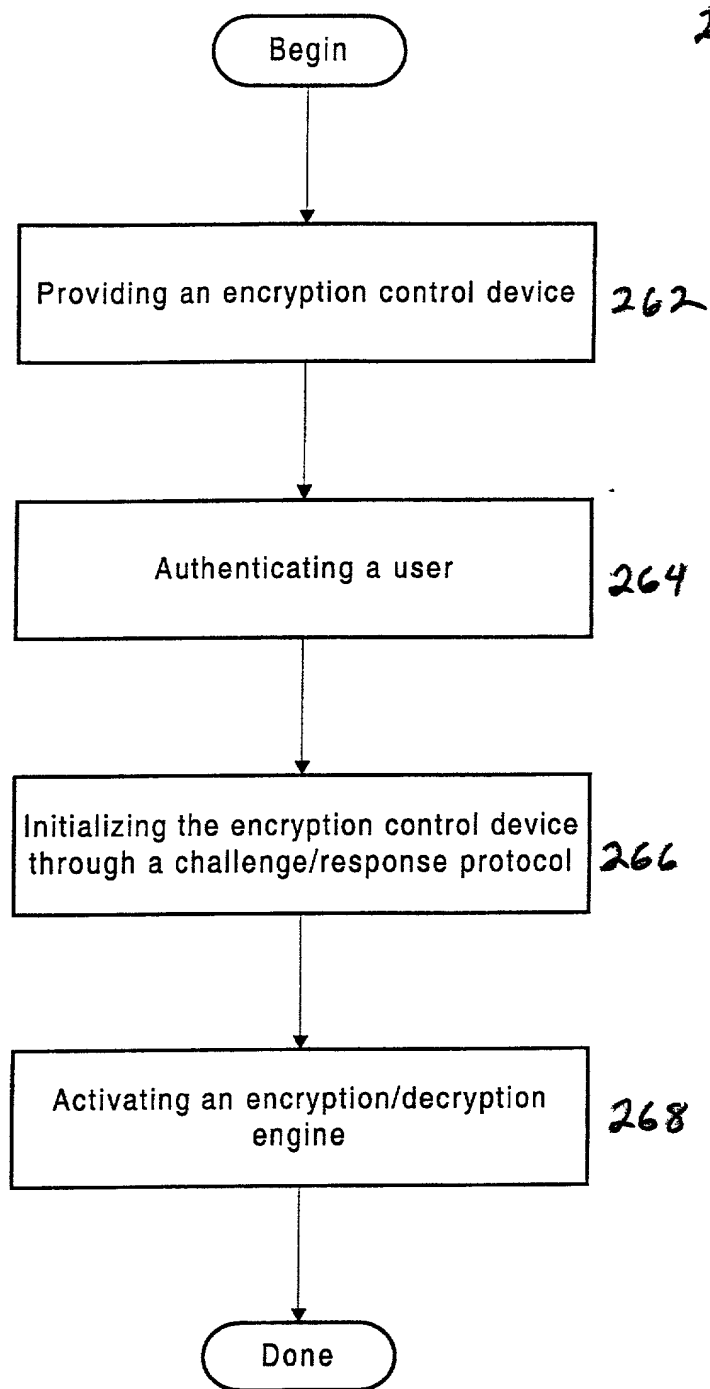 Begin
Providing an encryption control device
262
Authenticating a user
264
Initializing the encryption control device
through a challenge/response protocol
266
Activating an encryption/decryption
engine
268
Done